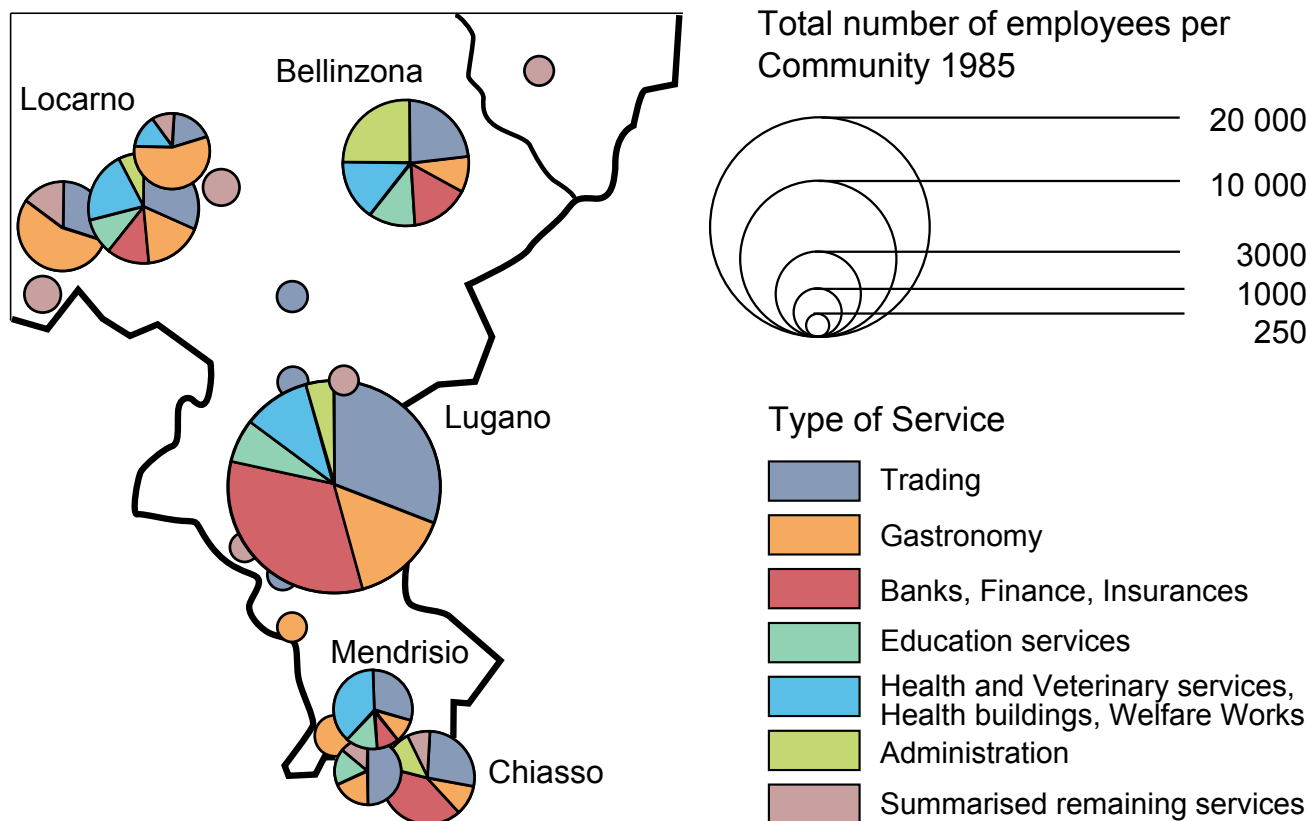 Total number of employees per
Community 1985
Bellinzona
Locarno
20 000
10 000
3000
1000
250
Lugano
Type of Service
Trading
Gastronomy
Banks, Finance, Insurances
Education services
Mendrisio
Health and Veterinary services,
Health buildings, Welfare Works
Administration
Chiasso
Summarised remaining services